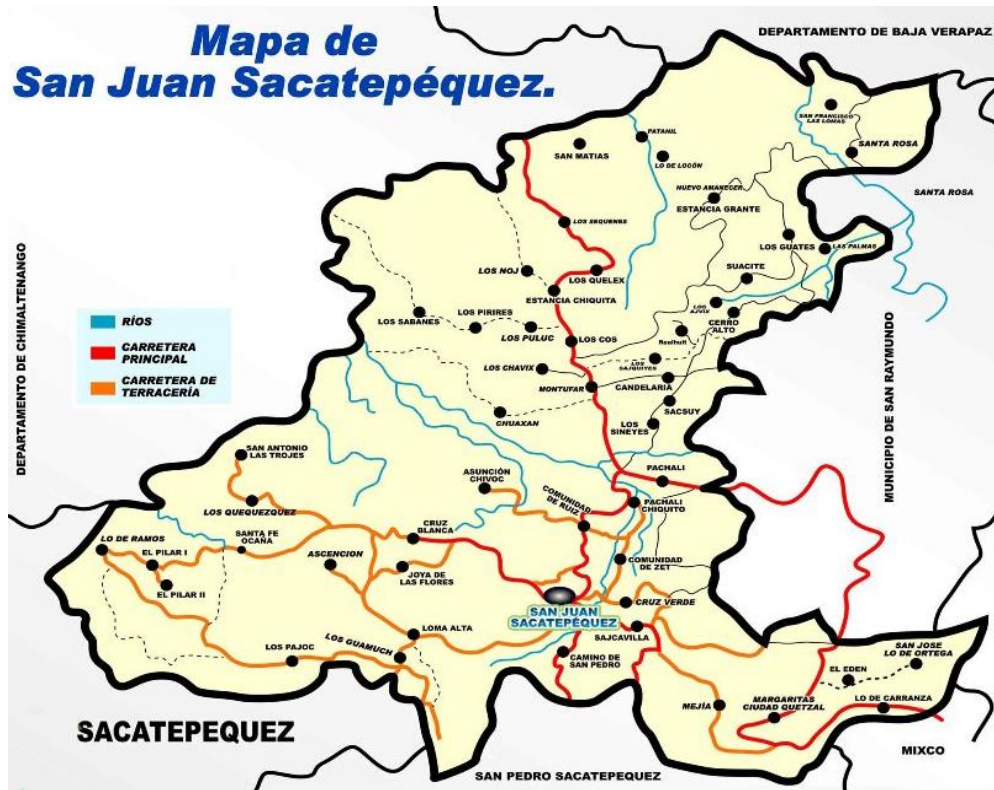 Mapa de
San Juan Sacatepéquez.
DEPARTAMENTO DE BAJA VERAPAZ
SAN FRANCISCO
LAS LOMAS
SANTA ROSA
SANTA ROSA
PATANIL
SAN MATIAS
LO DE LOCÓN
NUEVO AMANECER
ESTANCIA GRANTE
LOS SEQUENES
LOS GUATES
LAS PALMAS
DEPARTAMENTO DE CHIMALTENANGO
LOS NOJ
LOS QUELEX
SUACITE
ESTANCIA CHIQUITA
LOS AJVIX
CERRO
ALTO
LOS SABANES
LOS PIRIRES
LOS PULUC
LOS COS
Realhuit
RÍOS
CARRETERA
PRINCIPAL
CARRETERA DE
TERRACERÍA
LOS CHAVIX
LOS
SAJQUIYES
MONTUFAR
CANDELARIA
MUNICIPIO DE SAN RAYMUNDO
CHUAXAN
SACSUY
LOS
SINEYES
SAN ANTONIO
LAS TROJES
ASUNCIÓN
CHIVOC
PACHALI
LOS QUEQUEZQUEZ
COMUNIDAD
DE RUIZ
PACHALI
CHIQUITO
LO DE RAMOS
SANTA FE
OCAÑA
CRUZ
BLANCA
EL PILAR I
ASCENCION
JOYA DE
LAS FLORES
COMUNIDAD
DE ZET
EL PILAR II
SAN JUAN
SACATEPÉQUEZ
CRUZ VERDE
LOMA ALTA
SAJCAVILLA
LOS GUAMUCH
LOS PAJOC
CAMINO DE
SAN PEDRO
SAN JOSE
LO DE ORTEGA
EL EDEN
MEJÍA
MARGARITAS
CIUDAD QUETZAL
LO DE CARRANZA
SACATEPEQUEZ
MIXCO
SAN PEDRO SACATEPEQUEZ